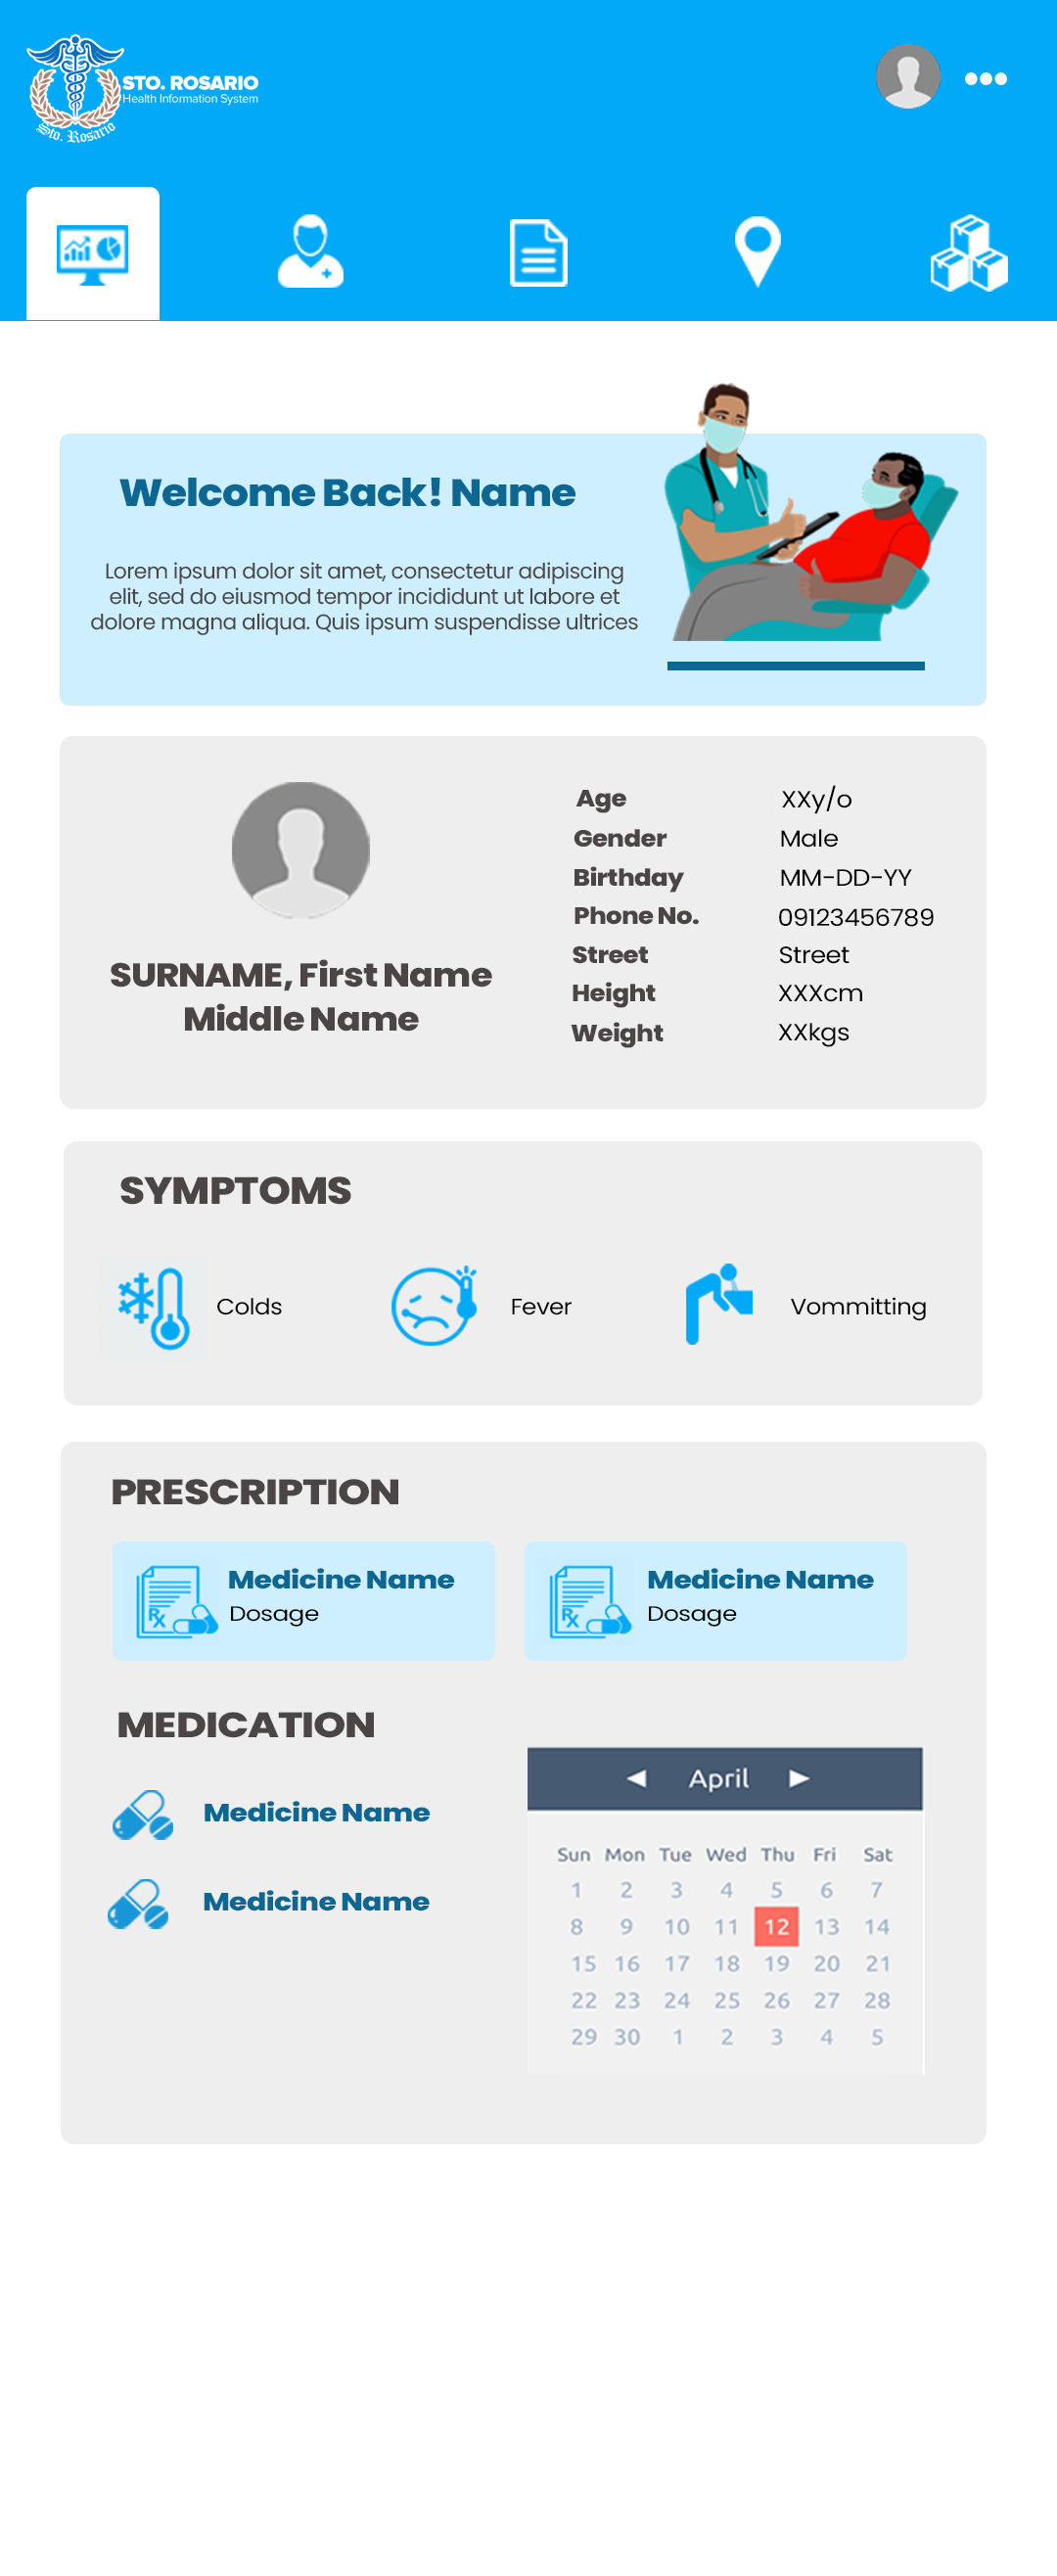 STO. ROSARIO
Health Information System
Sto. Rosario
Welcome Back! Name
Lorem ipsum dolor sit amet, consectetur adipiscing
elit, sed do eiusmod tempor incididunt ut labore et
dolore magna aliqua. Quis ipsum suspendisse ultrices
SURNAME, First Name
Middle Name
Age XXy/o
Gender Male
Birthday MM-DD-YY
Phone No. 09123456789
Street Street
Height XXXcm
Weight XXkgs
SYMPTOMS
Colds Fever Vommitting
PRESCRIPTION
Rx Medicine Name
Dosage
Rx Medicine Name
Dosage
MEDICATION
Medicine Name
Medicine Name
April
Sun Mon Tue Wed Thu Fri Sat
1 2 3 4 5 6 7
8 9 10 11 12 13 14
15 16 17 18 19 20 21
22 23 24 25 26 27 28
29 30 1 2 3 4 5